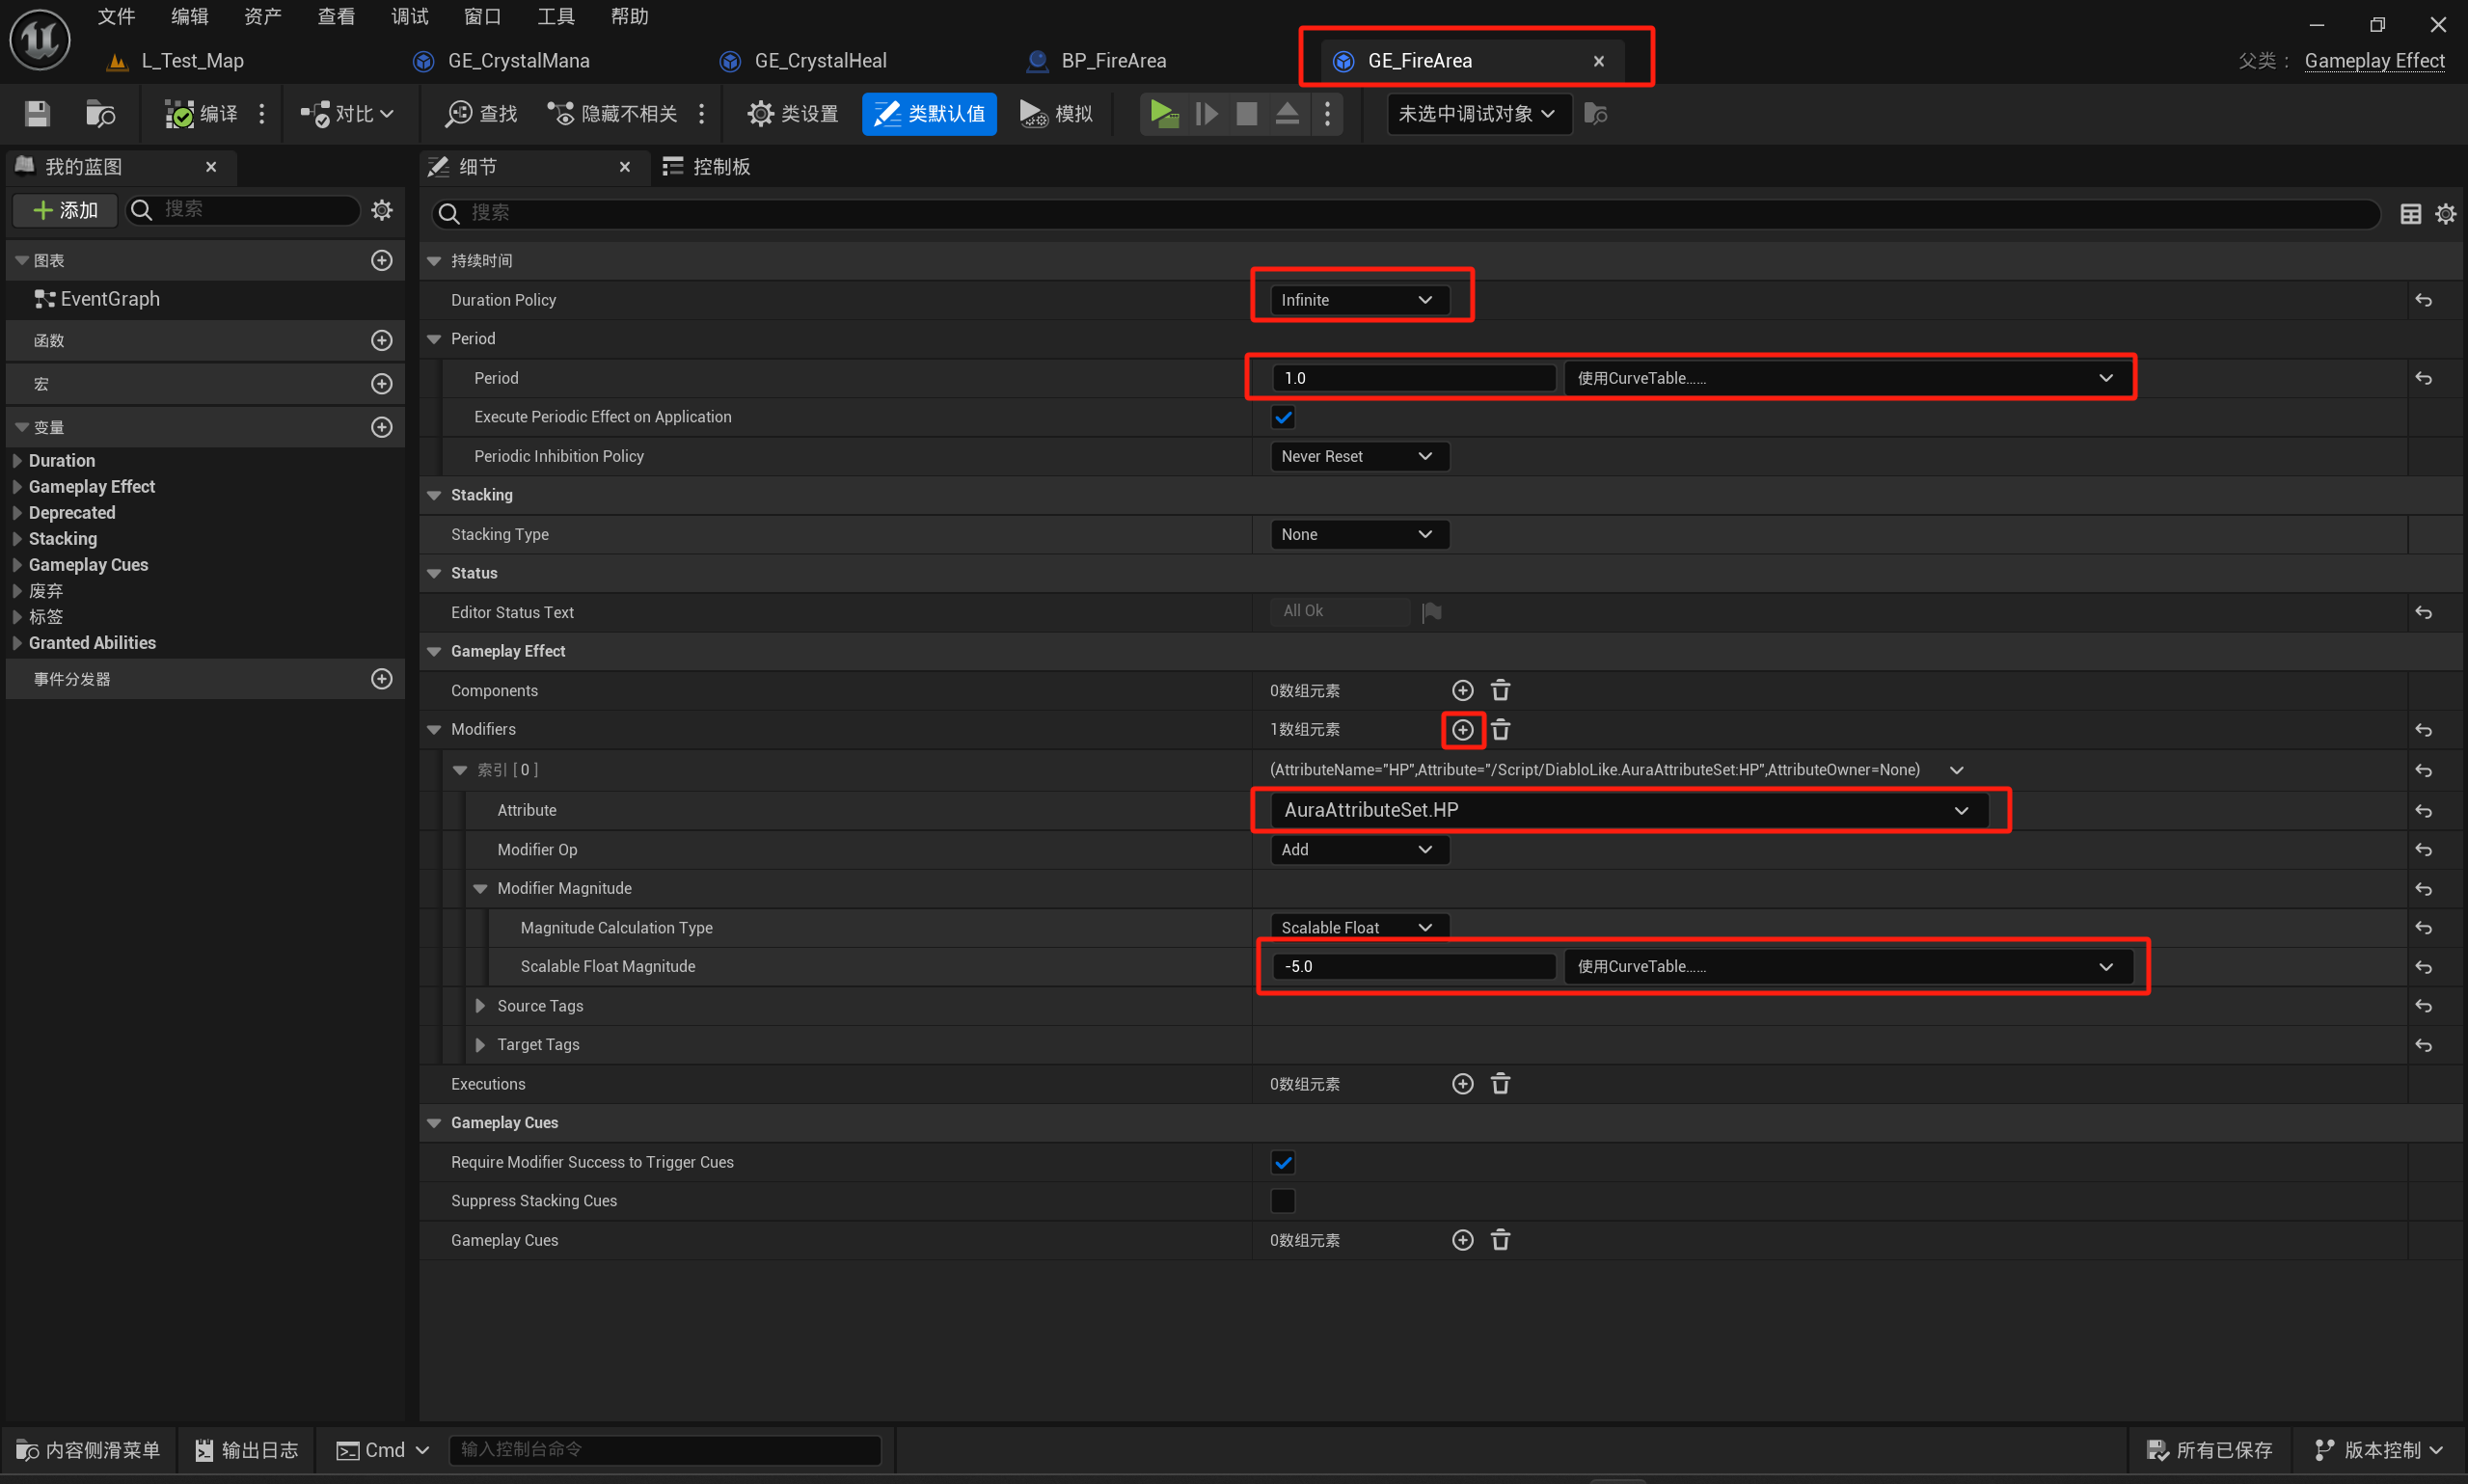 文件 编辑 资产 查看 调试 窗口 工具 帮助
L_Test_Map GE_CrystalMana GE_CrystalHeal BP_FireArea GE_FireArea 父类： Gameplay Effect
编译 对比 查找 隐藏不相关 类设置 类默认值 模拟 未选中调试对象
我的蓝图
添加 搜索
图表
EventGraph
函数
宏
变量
Duration
Gameplay Effect
Deprecated
Stacking
Gameplay Cues
废弃
标签
Granted Abilities
事件分发器
细节 控制板
搜索
持续时间
Duration Policy Infinite
Period
Period 1.0 使用CurveTable......
Execute Periodic Effect on Application
Periodic Inhibition Policy Never Reset
Stacking
Stacking Type None
Status
Editor Status Text All Ok
Gameplay Effect
Components 0数组元素
Modifiers 1数组元素
索引 [ 0 ] (AttributeName="HP",Attribute="/Script/DiabloLike.AuraAttributeSet:HP",AttributeOwner=None)
Attribute AuraAttributeSet.HP
Modifier Op Add
Modifier Magnitude
Magnitude Calculation Type Scalable Float
Scalable Float Magnitude -5.0 使用CurveTable......
Source Tags
Target Tags
Executions 0数组元素
Gameplay Cues
Require Modifier Success to Trigger Cues
Suppress Stacking Cues
Gameplay Cues 0数组元素
内容侧滑菜单 输出日志 Cmd 输入控制台命令 所有已保存 版本控制